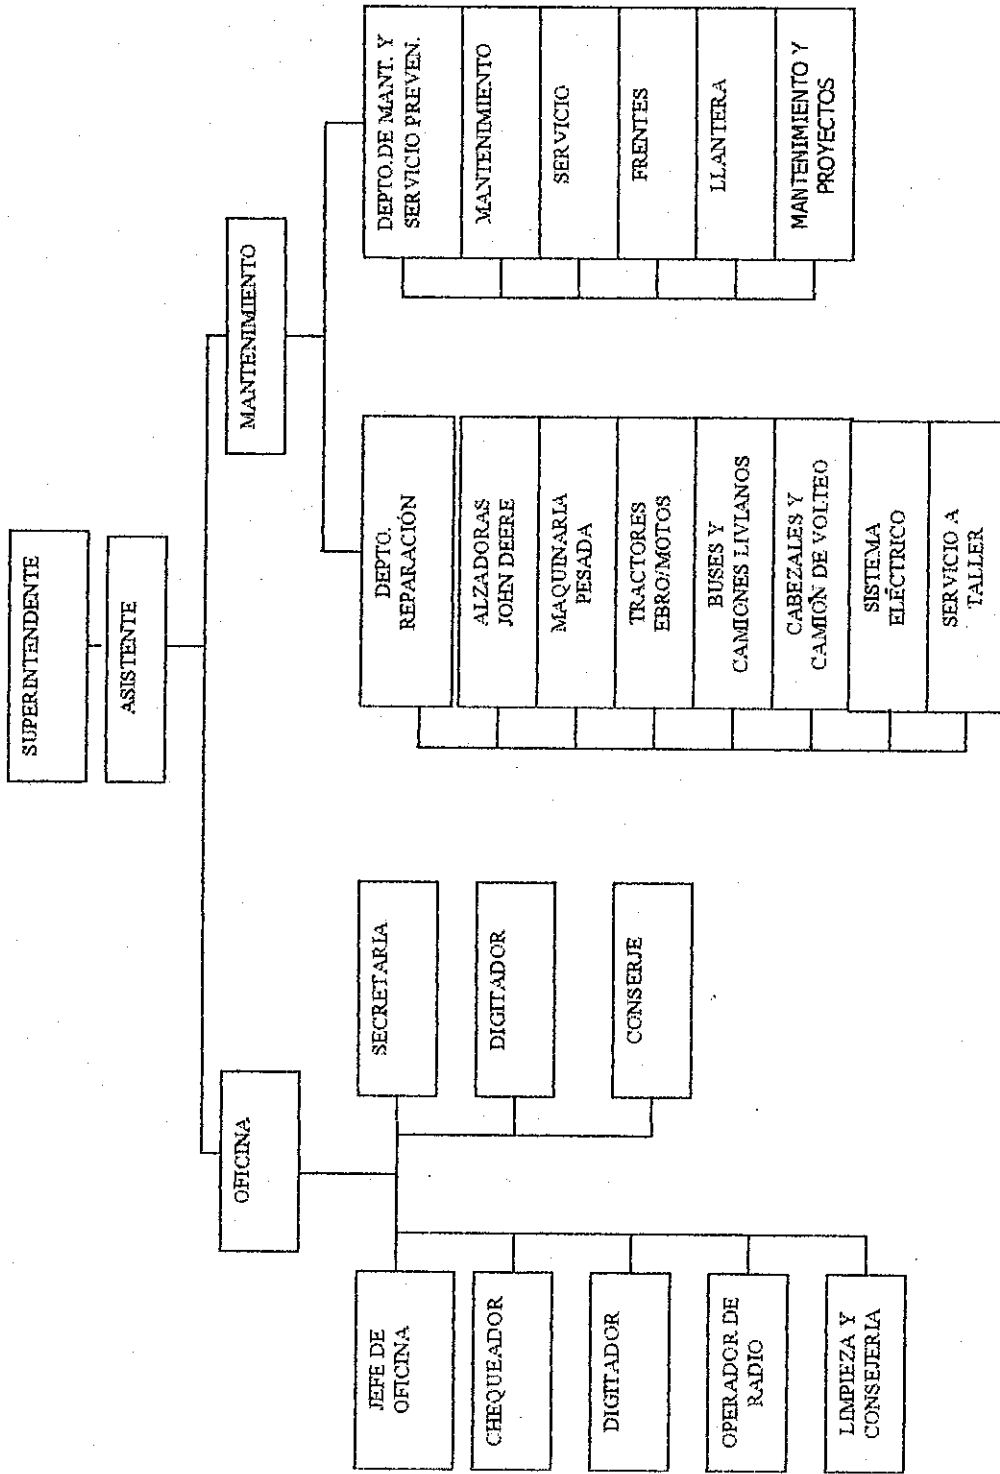 SUPERINTENDENTE
ASISTENTE
OFICINA
MANTENIMIENTO
JEFE DE
OFICINA
CHEQUEADOR
DIGITADOR
OPERADOR DE
RADIO
LIMPIEZA Y
CONSEJERIA
SECRETARIA
DIGITADOR
CONSERJE
DEPTO.
REPARACIÓN
ALZADORAS
JOHN DEERE
MAQUINARIA
PESADA
TRACTORES
EBRO/MOTOS
BUSES Y
CAMIONES LIVIANOS
CABEZALES Y
CAMIÓN DE VOLTEO
SISTEMA
ELÉCTRICO
SERVICIO A
TALLER
DEPTO. DE MANT. Y
SERVICIO PREVEN.
MANTENIMIENTO
SERVICIO
FRENTES
LLANTERA
MANTENIMIENTO Y
PROYECTOS